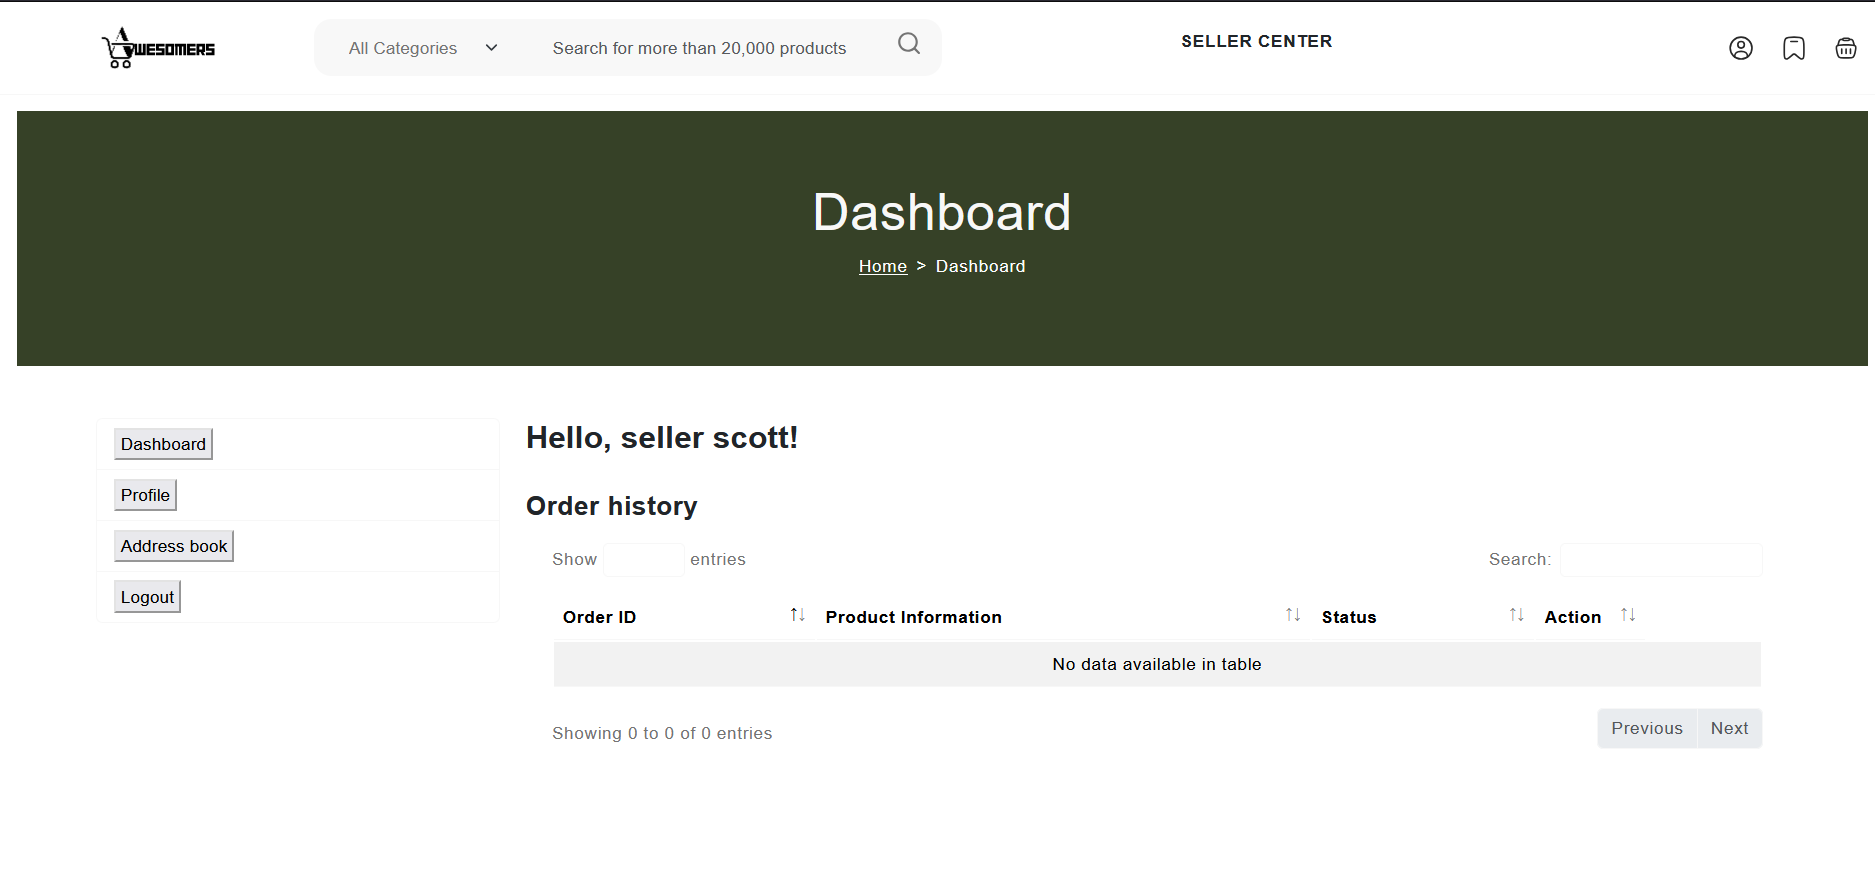 AWESOMERS
All Categories
Search for more than 20,000 products
SELLER CENTER
Dashboard
Home > Dashboard
Dashboard
Profile
Address book
Logout
Hello, seller scott!
Order history
Show entries
Search:
Order ID Product Information Status Action
No data available in table
Showing 0 to 0 of 0 entries
Previous Next